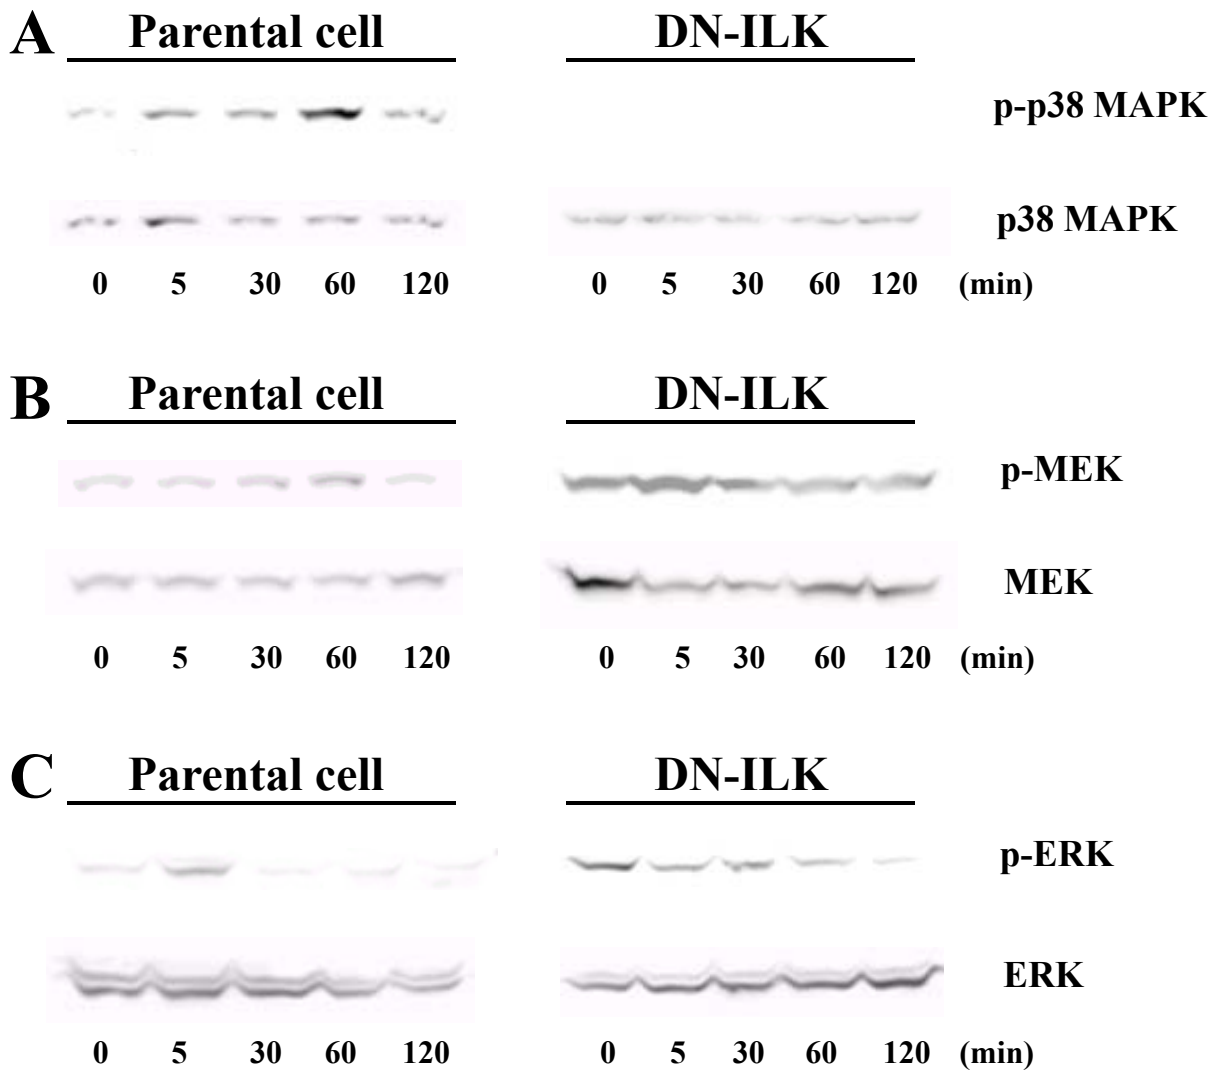 A Parental cell DN-ILK
p-p38 MAPK
p38 MAPK
0 5 30 60 120 0 5 30 60 120 (min)
B Parental cell DN-ILK
p-MEK
MEK
0 5 30 60 120 0 5 30 60 120 (min)
C Parental cell DN-ILK
p-ERK
ERK
0 5 30 60 120 0 5 30 60 120 (min)